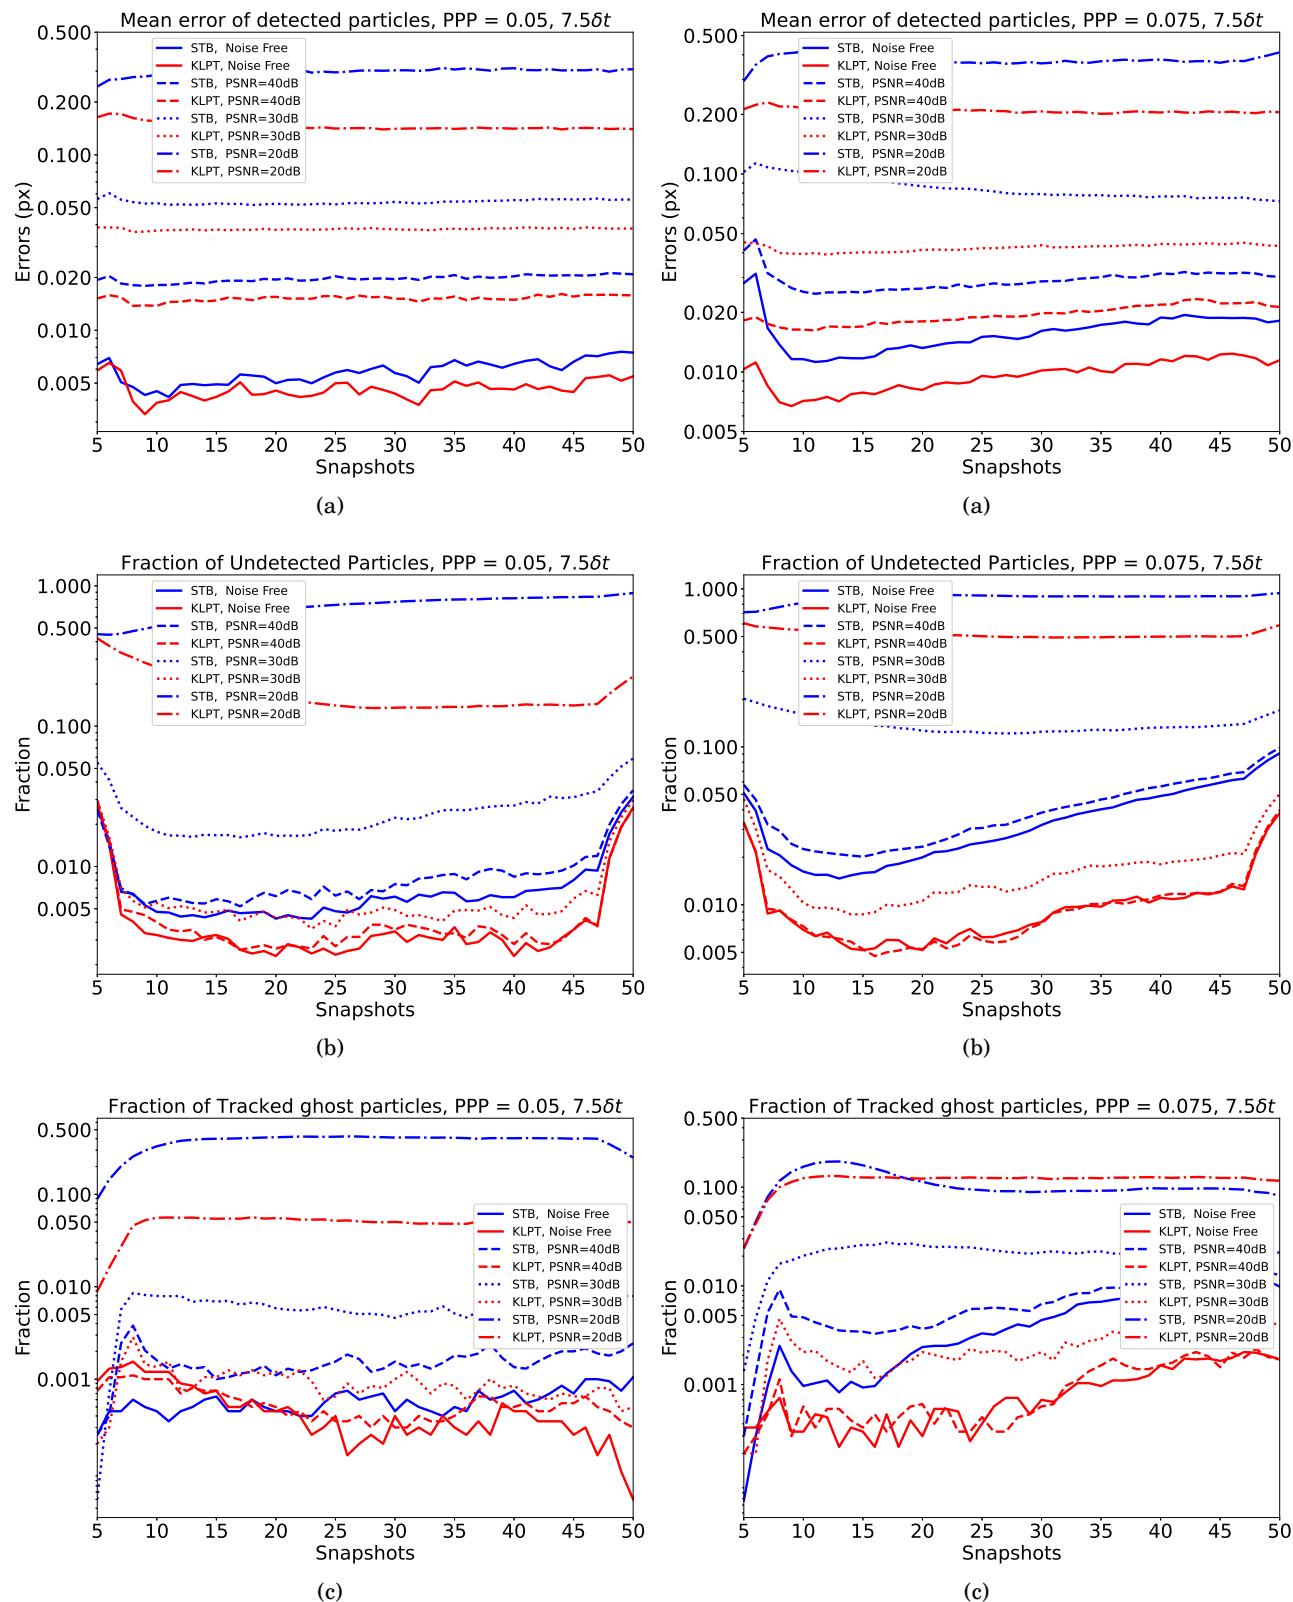 Mean error of detected particles, PPP = 0.05, 7.5δt
0.500
0.200
0.100
0.050
0.020
0.010
0.005
Errors (px)
STB,  Noise Free
KLPT, Noise Free
STB,  PSNR=40dB
KLPT, PSNR=40dB
STB,  PSNR=30dB
KLPT, PSNR=30dB
STB,  PSNR=20dB
KLPT, PSNR=20dB
5 10 15 20 25 30 35 40 45 50
Snapshots
(a)
Mean error of detected particles, PPP = 0.075, 7.5δt
0.500
0.200
0.100
0.050
0.020
0.010
0.005
Errors (px)
STB,  Noise Free
KLPT, Noise Free
STB,  PSNR=40dB
KLPT, PSNR=40dB
STB,  PSNR=30dB
KLPT, PSNR=30dB
STB,  PSNR=20dB
KLPT, PSNR=20dB
5 10 15 20 25 30 35 40 45 50
Snapshots
(a)
Fraction of Undetected Particles, PPP = 0.05, 7.5δt
1.000
0.500
0.100
0.050
0.010
0.005
Fraction
STB,  Noise Free
KLPT, Noise Free
STB,  PSNR=40dB
KLPT, PSNR=40dB
STB,  PSNR=30dB
KLPT, PSNR=30dB
STB,  PSNR=20dB
KLPT, PSNR=20dB
5 10 15 20 25 30 35 40 45 50
Snapshots
(b)
Fraction of Undetected Particles, PPP = 0.075, 7.5δt
1.000
0.500
0.100
0.050
0.010
0.005
Fraction
STB,  Noise Free
KLPT, Noise Free
STB,  PSNR=40dB
KLPT, PSNR=40dB
STB,  PSNR=30dB
KLPT, PSNR=30dB
STB,  PSNR=20dB
KLPT, PSNR=20dB
5 10 15 20 25 30 35 40 45 50
Snapshots
(b)
Fraction of Tracked ghost particles, PPP = 0.05, 7.5δt
0.500
0.100
0.050
0.010
0.005
0.001
Fraction
STB,  Noise Free
KLPT, Noise Free
STB,  PSNR=40dB
KLPT, PSNR=40dB
STB,  PSNR=30dB
KLPT, PSNR=30dB
STB,  PSNR=20dB
KLPT, PSNR=20dB
5 10 15 20 25 30 35 40 45 50
Snapshots
(c)
Fraction of Tracked ghost particles, PPP = 0.075, 7.5δt
0.500
0.100
0.050
0.010
0.005
0.001
Fraction
STB,  Noise Free
KLPT, Noise Free
STB,  PSNR=40dB
KLPT, PSNR=40dB
STB,  PSNR=30dB
KLPT, PSNR=30dB
STB,  PSNR=20dB
KLPT, PSNR=20dB
5 10 15 20 25 30 35 40 45 50
Snapshots
(c)